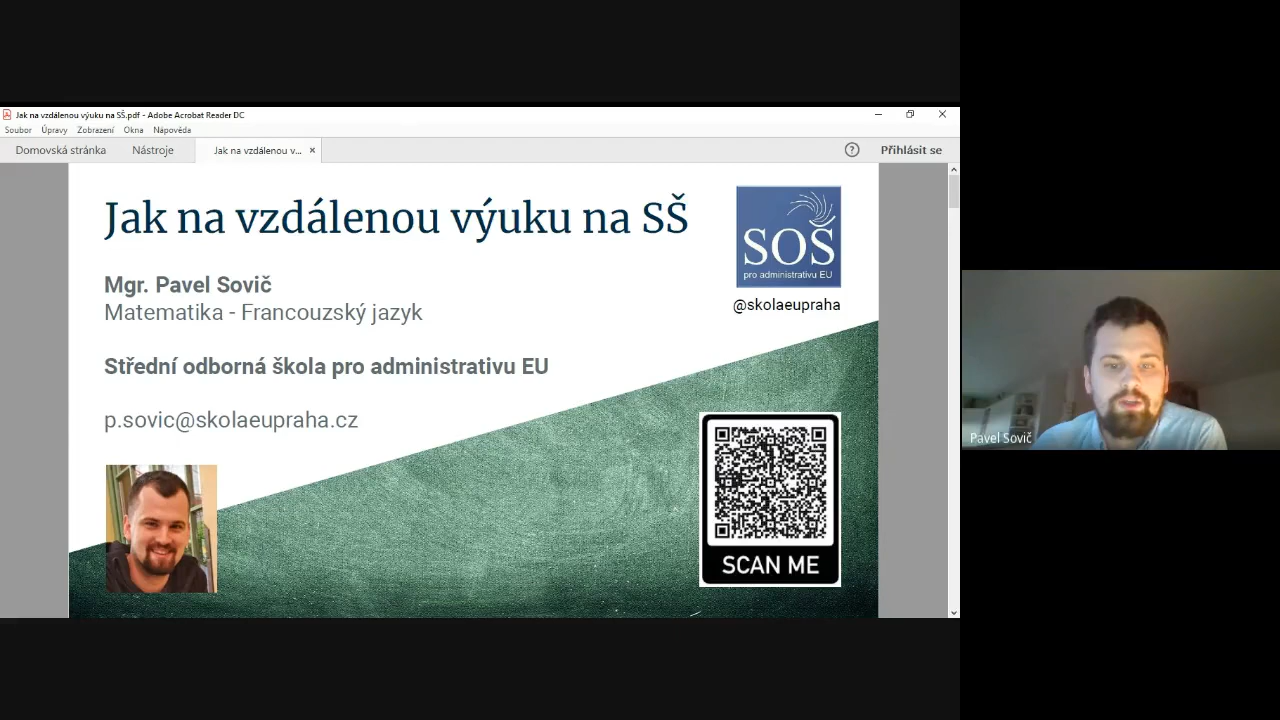 Jak na vzdálenou výuku na SŠ.pdf - Adobe Acrobat Reader DC
Soubor Úpravy Zobrazení Okna Nápověda
Domovská stránka Nástroje Jak na vzdálenou v... × ? Přihlásit se
Jak na vzdálenou výuku na SŠ
SOŠ
pro administrativu EU
@skolaeupraha
Mgr. Pavel Sovič
Matematika - Francouzský jazyk
Střední odborná škola pro administrativu EU
p.sovic@skolaeupraha.cz
SCAN ME
Pavel Sovič